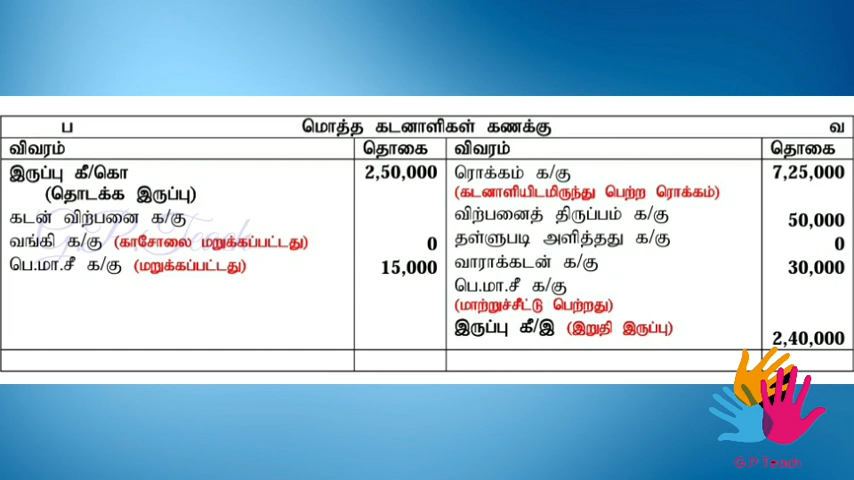 ப மொத்த கடனாளிகள் கணக்கு வ
விவரம் தொகை விவரம் தொகை
இருப்பு கீ/கொ 2,50,000 ரொக்கம் க/கு 7,25,000
(தொடக்க இருப்பு) (கடனாளியிடமிருந்து பெற்ற ரொக்கம்)
கடன் விற்பனை க/கு விற்பனைத் திருப்பம் க/கு 50,000
வங்கி க/கு (காசோலை மறுக்கப்பட்டது) 0 தள்ளுபடி அளித்தது க/கு 0
பெ.மா.சீ க/கு (மறுக்கப்பட்டது) 15,000 வாராக்கடன் க/கு 30,000
பெ.மா.சீ க/கு
(மாற்றுச்சீட்டு பெற்றது)
இருப்பு கீ/இ (இறுதி இருப்பு) 2,40,000
G.P Teach